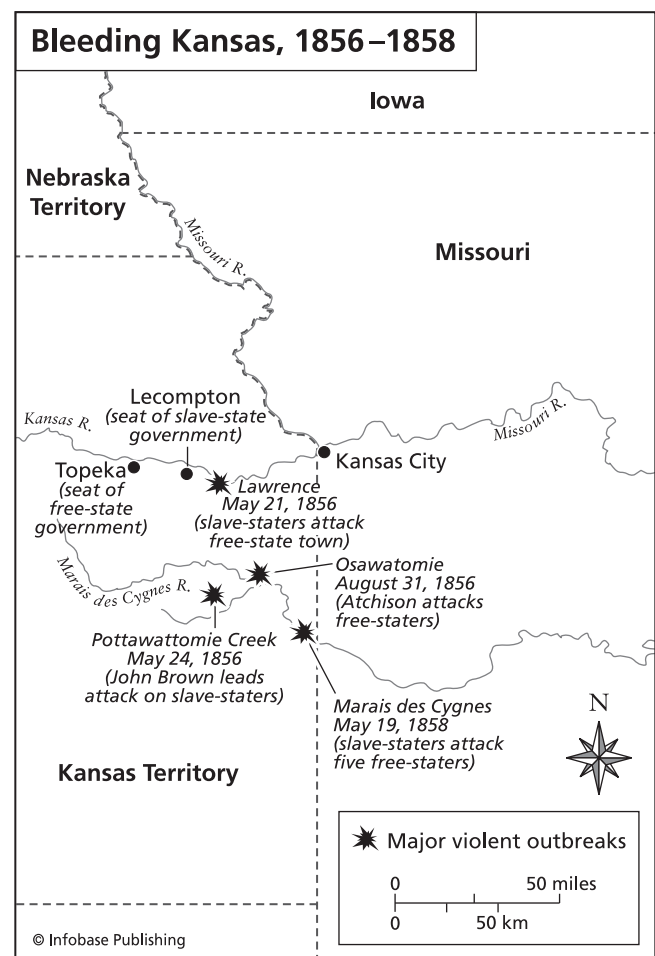 Bleeding Kansas, 1856–1858
Iowa
Nebraska
Territory
Missouri R.
Missouri
Lecompton
(seat of slave-state
government)
Kansas R.
Missouri R.
Kansas City
Topeka
(seat of
free-state
government)
Lawrence
May 21, 1856
(slave-staters attack
free-state town)
Marais des Cygnes R.
Osawatomie
August 31, 1856
(Atchison attacks
free-staters)
Pottawattomie Creek
May 24, 1856
(John Brown leads
attack on slave-staters)
Marais des Cygnes
May 19, 1858
(slave-staters attack
five free-staters)
N
Kansas Territory
Major violent outbreaks
0 50 miles
0 50 km
© Infobase Publishing